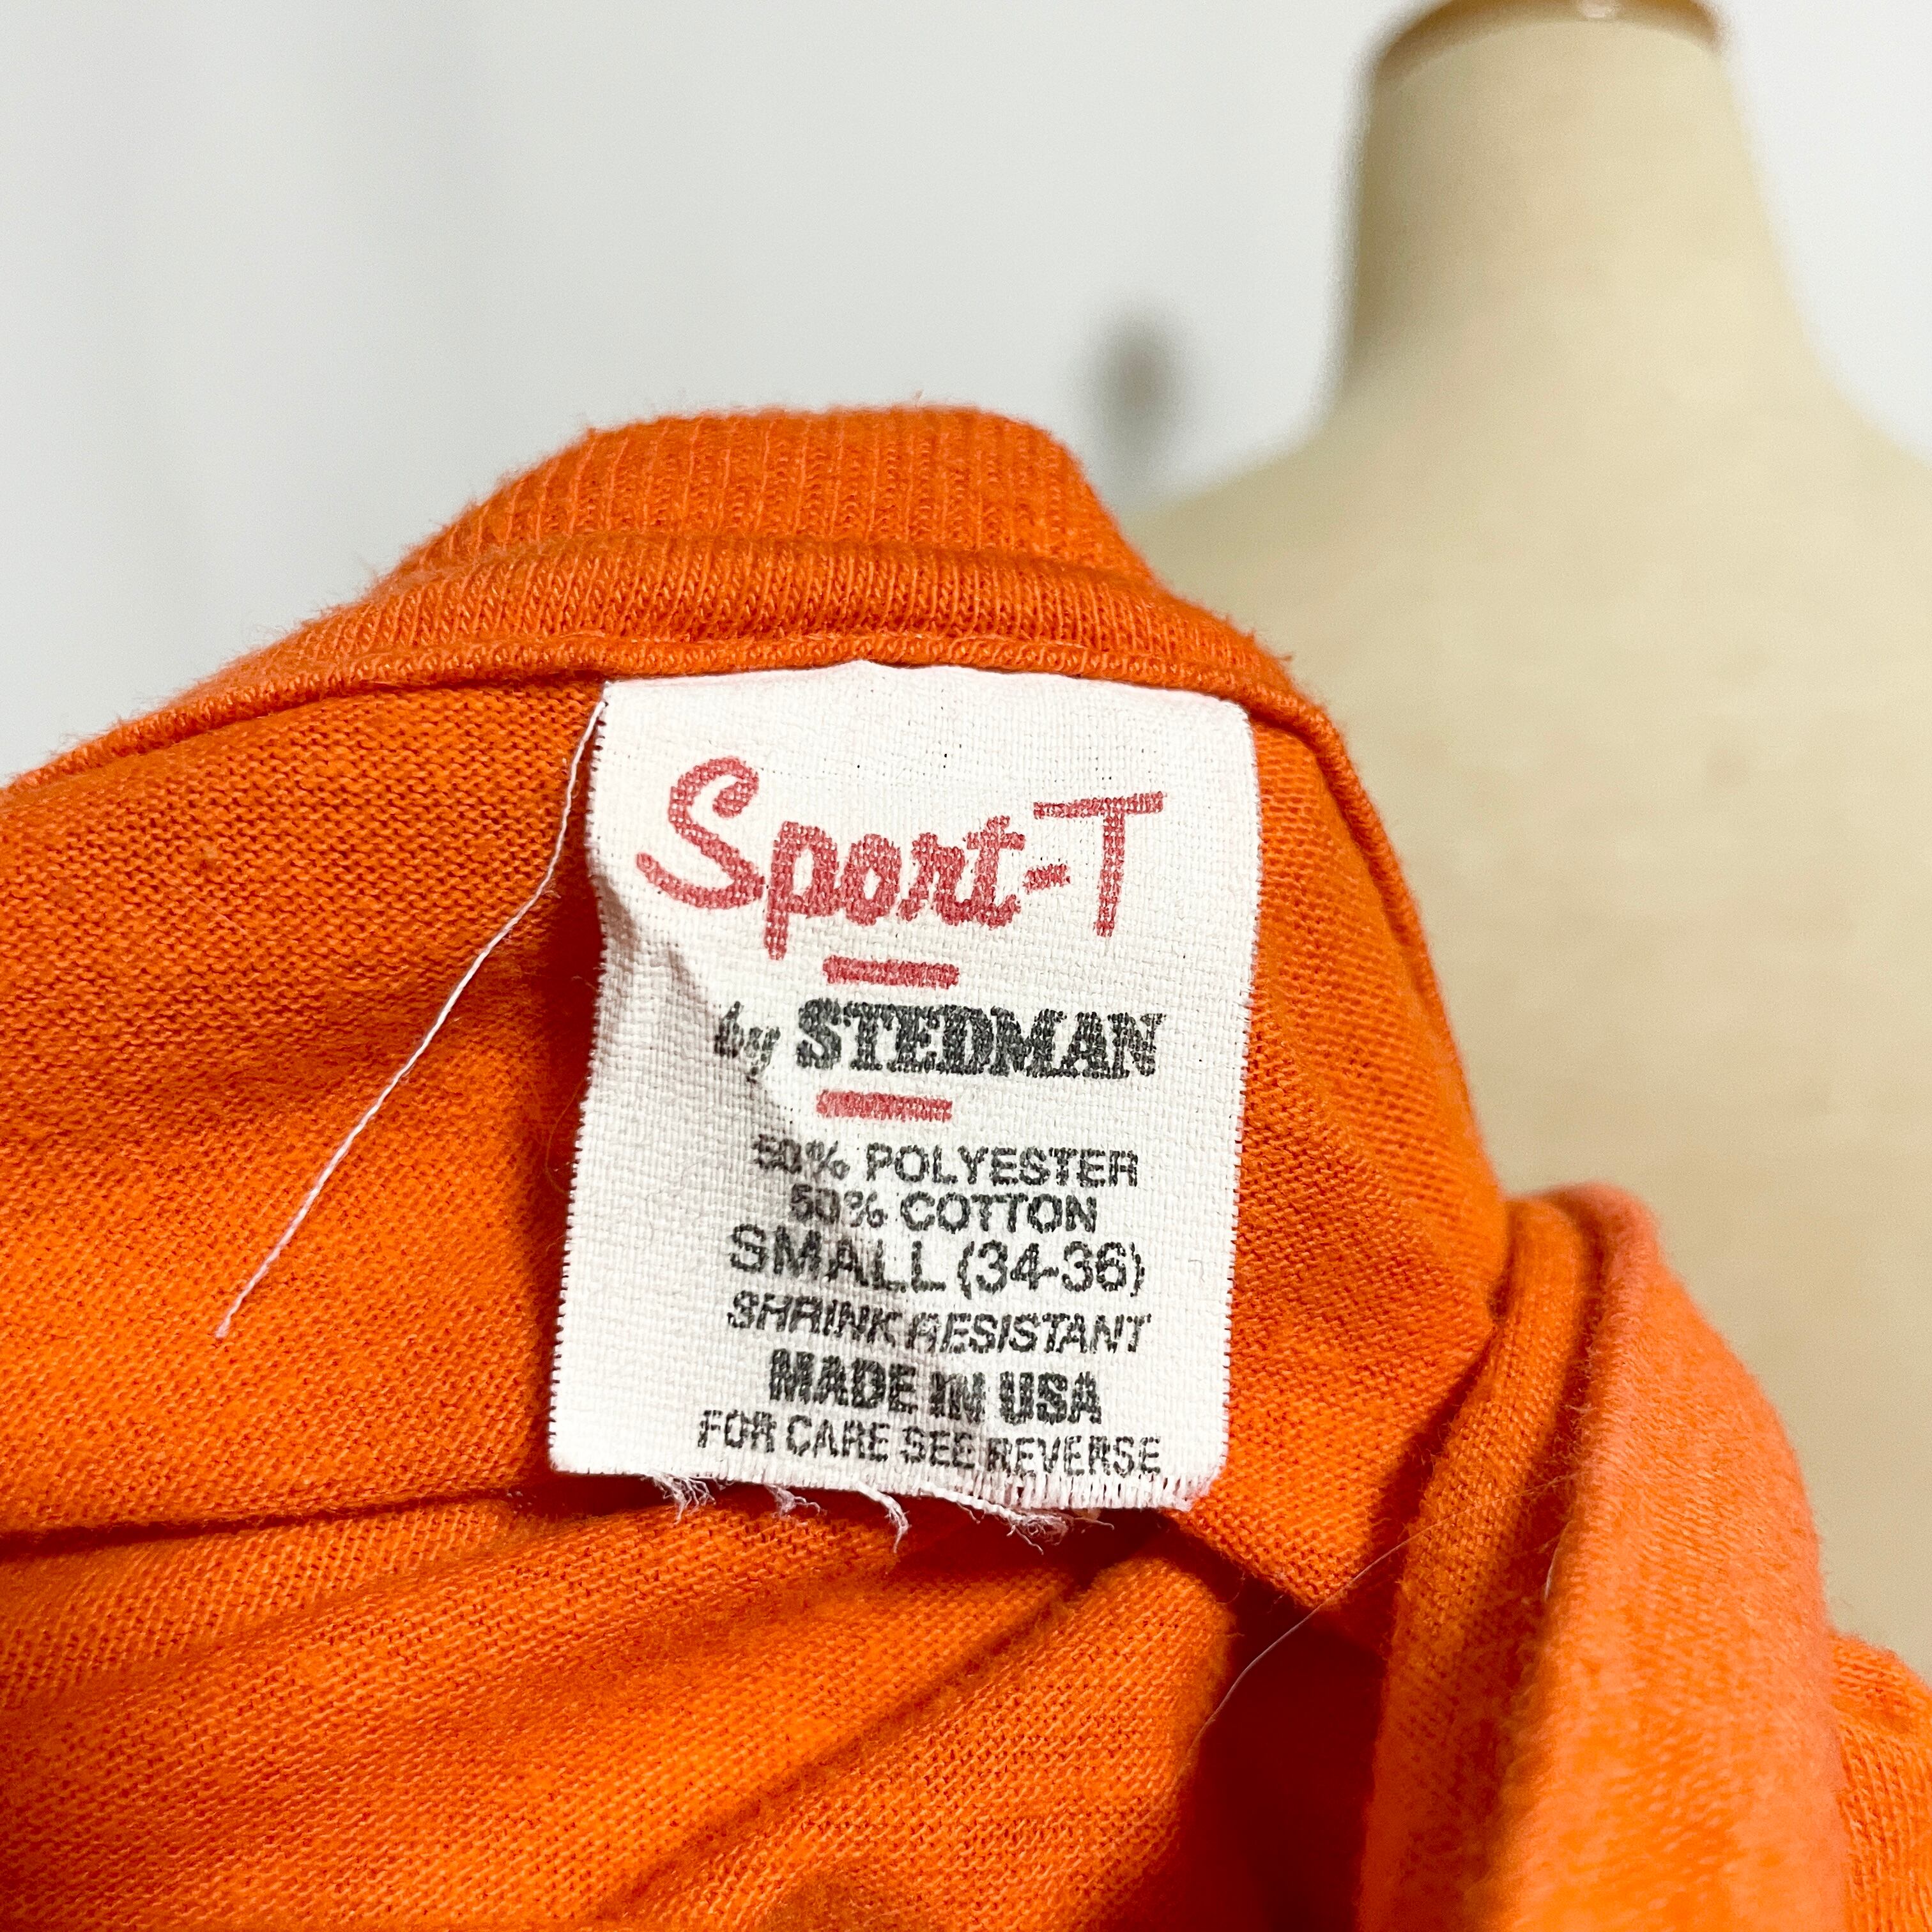 Sport-T
by STEDMAN
50% POLYESTER
50% COTTON
SMALL (34-36)
SHRINK RESISTANT
MADE IN USA
FOR CARE SEE REVERSE